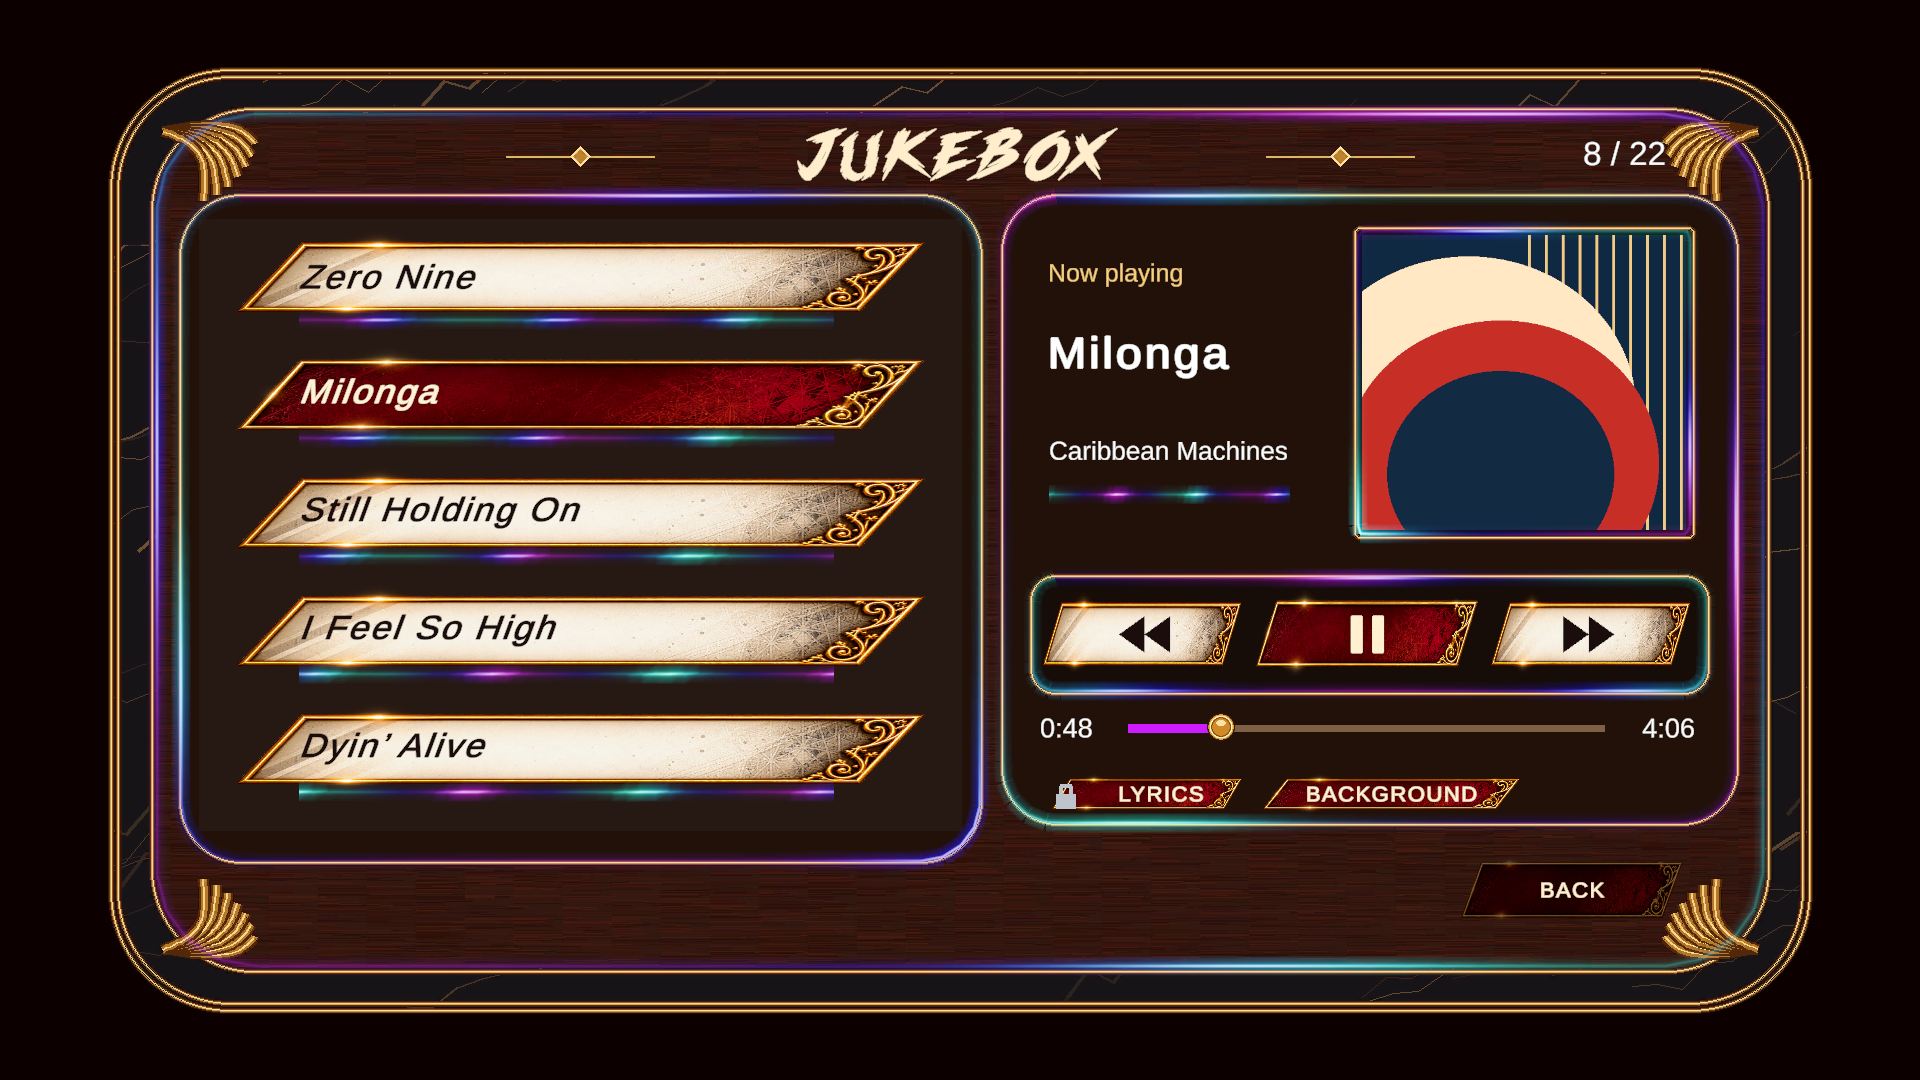 JUKEBOX
8 / 22
Zero Nine
Milonga
Still Holding On
I Feel So High
Dyin’ Alive
Now playing
Milonga
Caribbean Machines
0:48
4:06
LYRICS
BACKGROUND
BACK